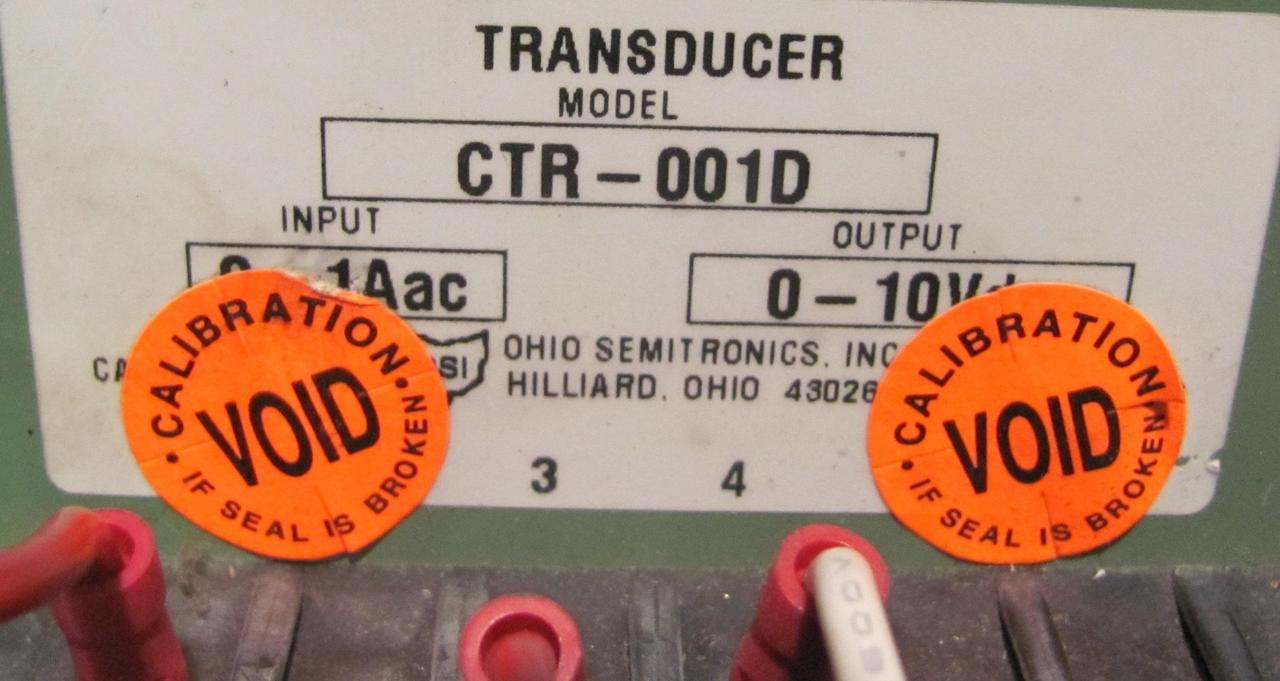 TRANSDUCER
MODEL
CTR-001D
INPUT
OUTPUT
1Aac
0-10V
OHIO SEMITRONICS, INC
HILLIARD, OHIO 43026
3
4
CALIBRATION
VOID
IF SEAL IS BROKEN
CALIBRATION
VOID
IF SEAL IS BROKEN